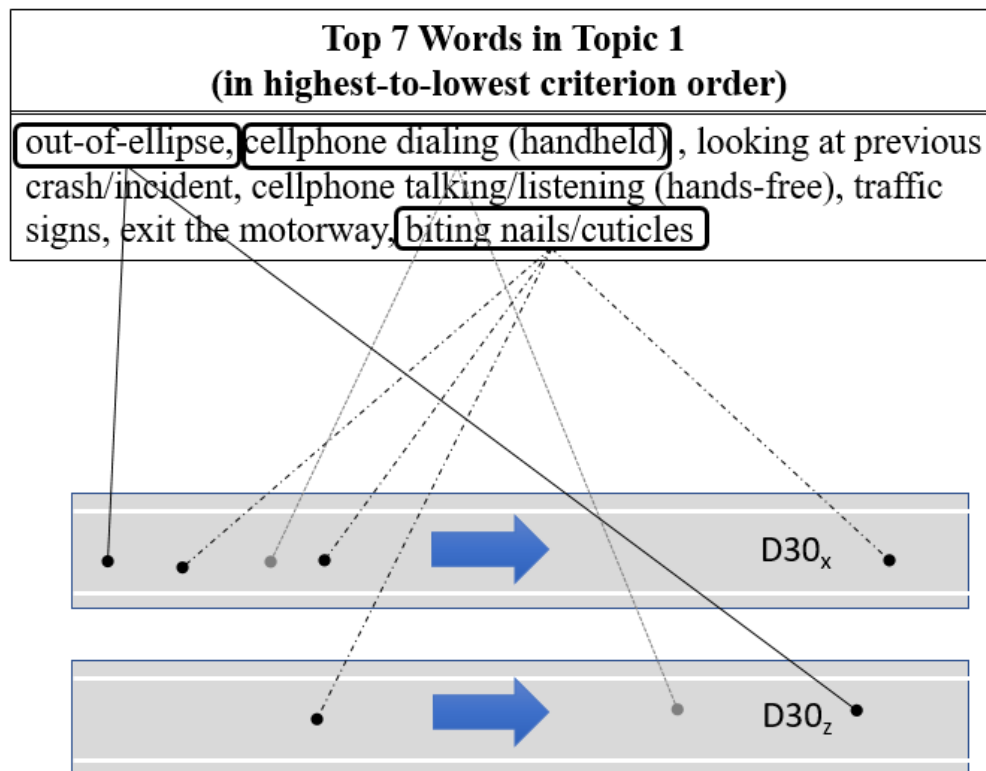 Top 7 Words in Topic 1
(in highest-to-lowest criterion order)
out-of-ellipse, cellphone dialing (handheld) , looking at previous
crash/incident, cellphone talking/listening (hands-free), traffic
signs, exit the motorway, biting nails/cuticles
D30x
D30z